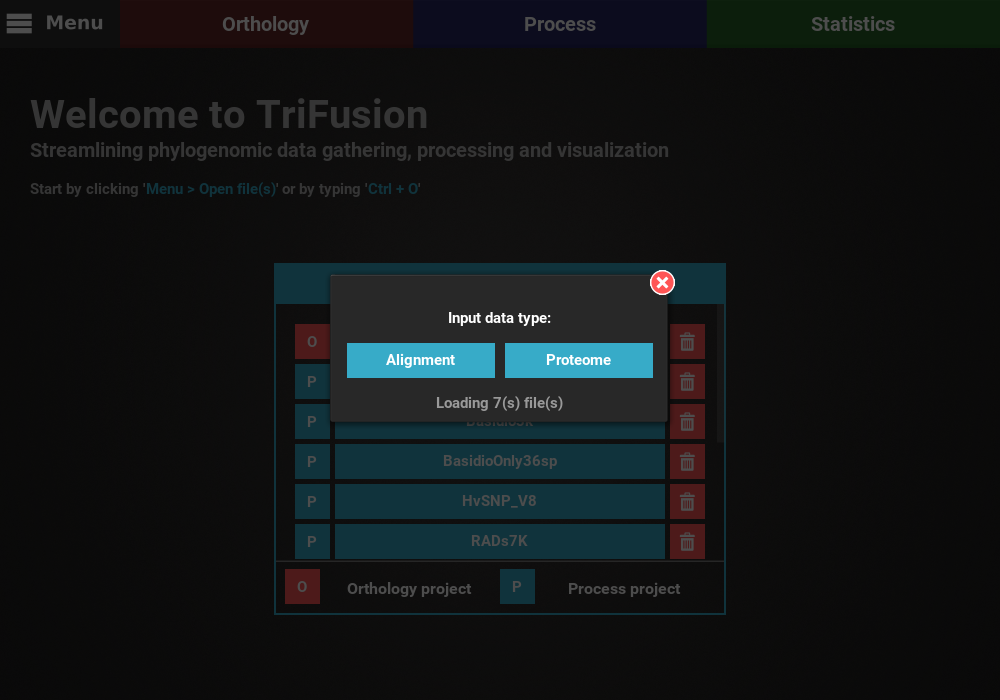 Menu
Orthology
Process
Statistics
Welcome to TriFusion
Streamlining phylogenomic data gathering, processing and visualization
Start by clicking 'Menu > Open file(s)' or by typing 'Ctrl + O'
Input data type:
O
Alignment
Proteome
P
Loading 7(s) file(s)
P
P
BasidioOnly36sp
P
HvSNP_V8
P
RADs7K
O
Orthology project
P
Process project